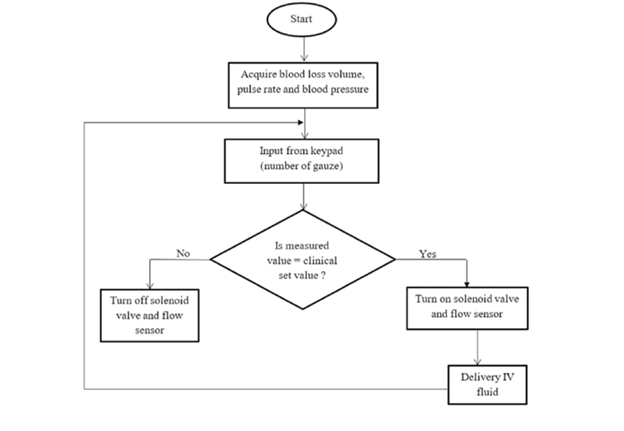 Start
Acquire blood loss volume,
pulse rate and blood pressure
Input from keypad
(number of gauze)
Is measured
value = clinical
set value ?
No
Yes
Turn off solenoid
valve and flow
sensor
Turn on solenoid valve
and flow sensor
Delivery IV
fluid